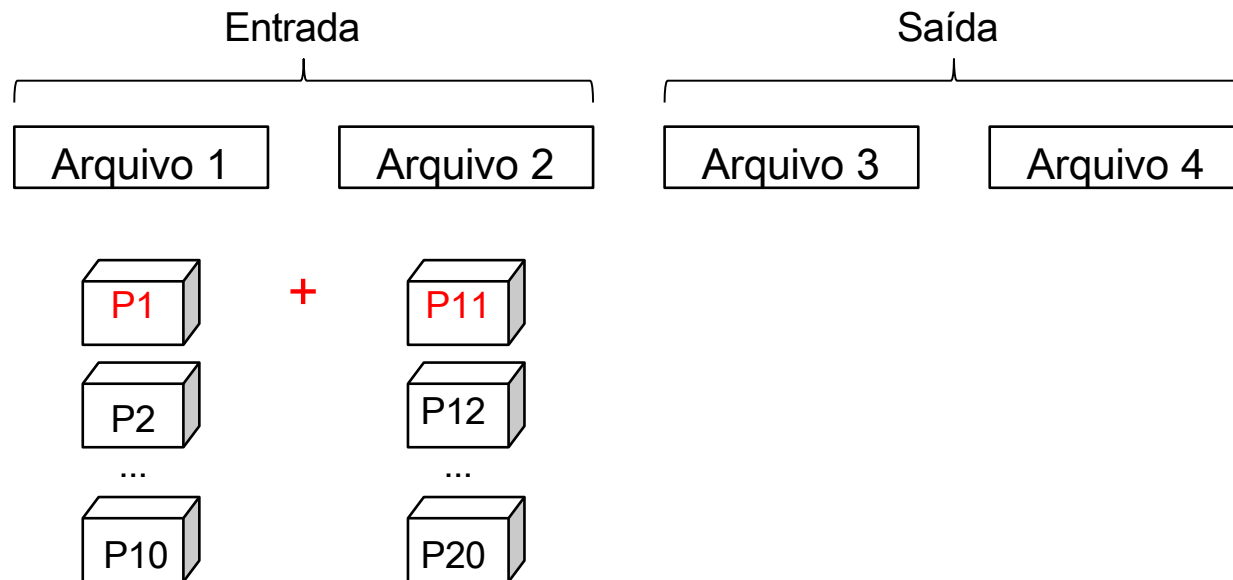 Entrada Saída
Arquivo 1 Arquivo 2 Arquivo 3 Arquivo 4
P1 + P11
P2 P12
... ...
P10 P20